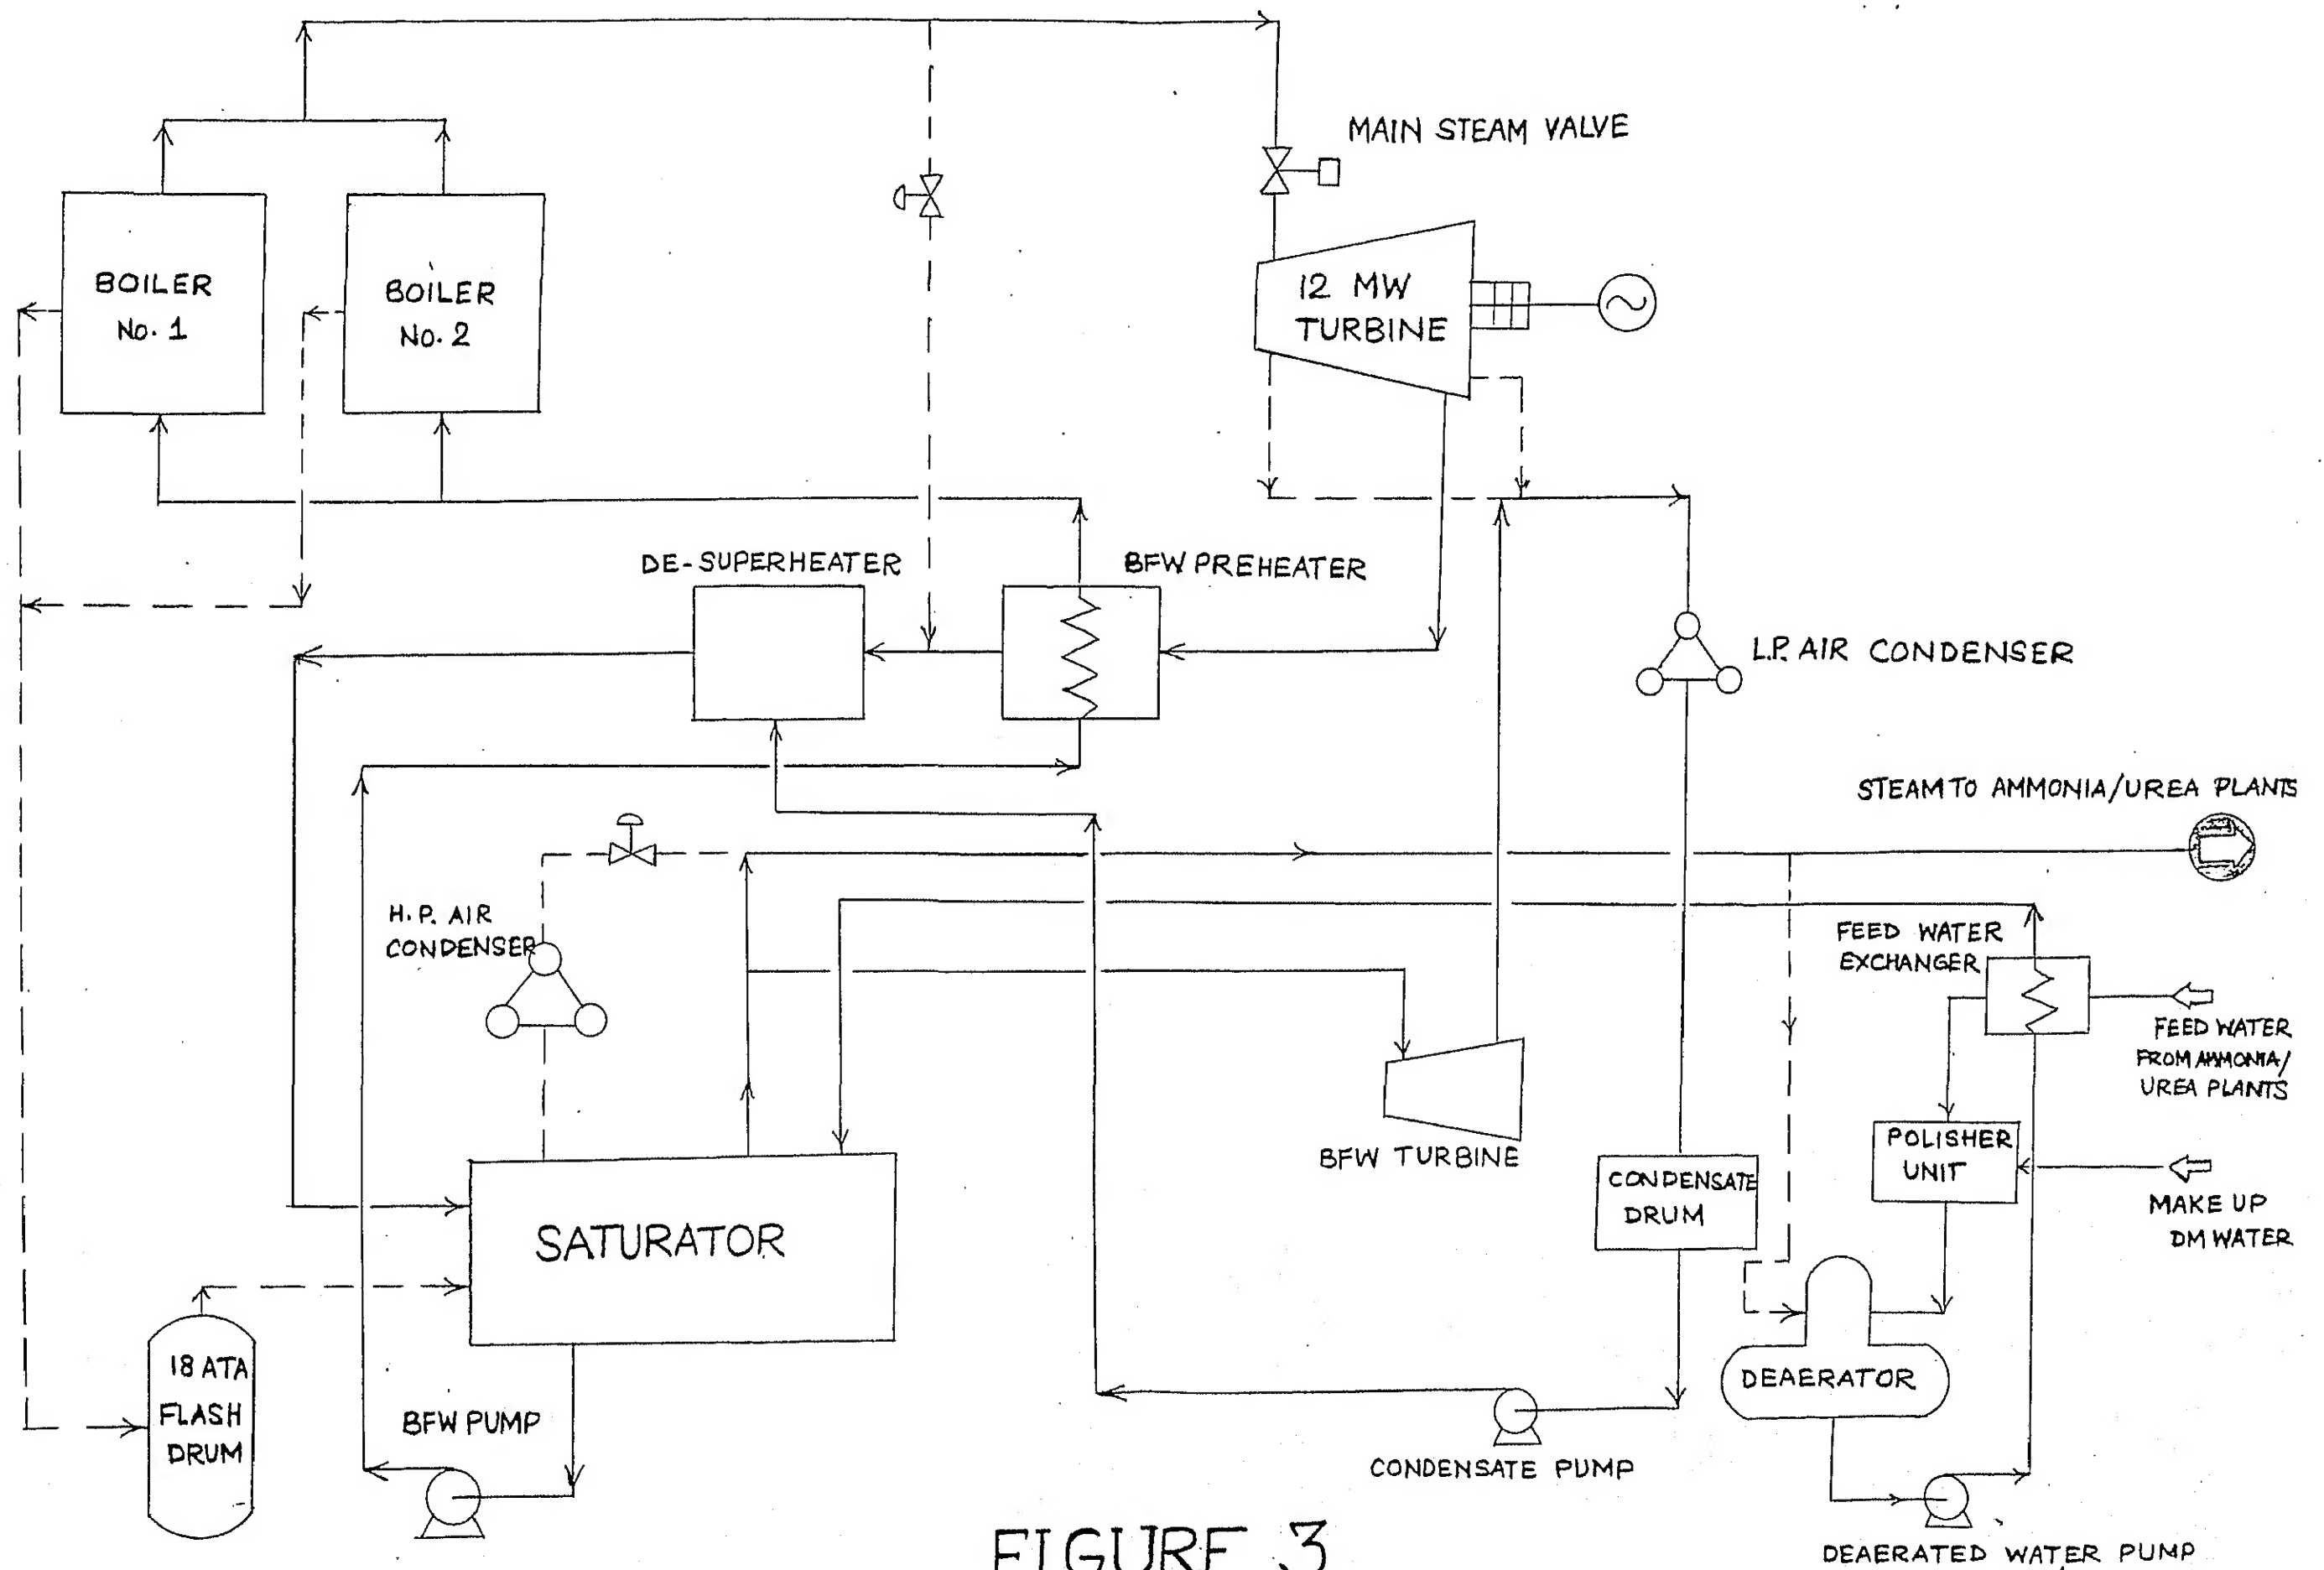 MAIN STEAM VALVE
BOILER
No. 1
BOILER
No. 2
12 MW
TURBINE
DE-SUPERHEATER
BFW PREHEATER
L.P. AIR CONDENSER
STEAM TO AMMONIA/UREA PLANTS
H.P. AIR
CONDENSER
FEED WATER
EXCHANGER
FEED WATER
FROM AMMONIA/
UREA PLANTS
POLISHER
UNIT
MAKE UP
DM WATER
BFW TURBINE
CONDENSATE
DRUM
SATURATOR
18 ATA
FLASH
DRUM
BFW PUMP
DEAERATOR
CONDENSATE PUMP
DEAERATED WATER PUMP
FIGURE 3